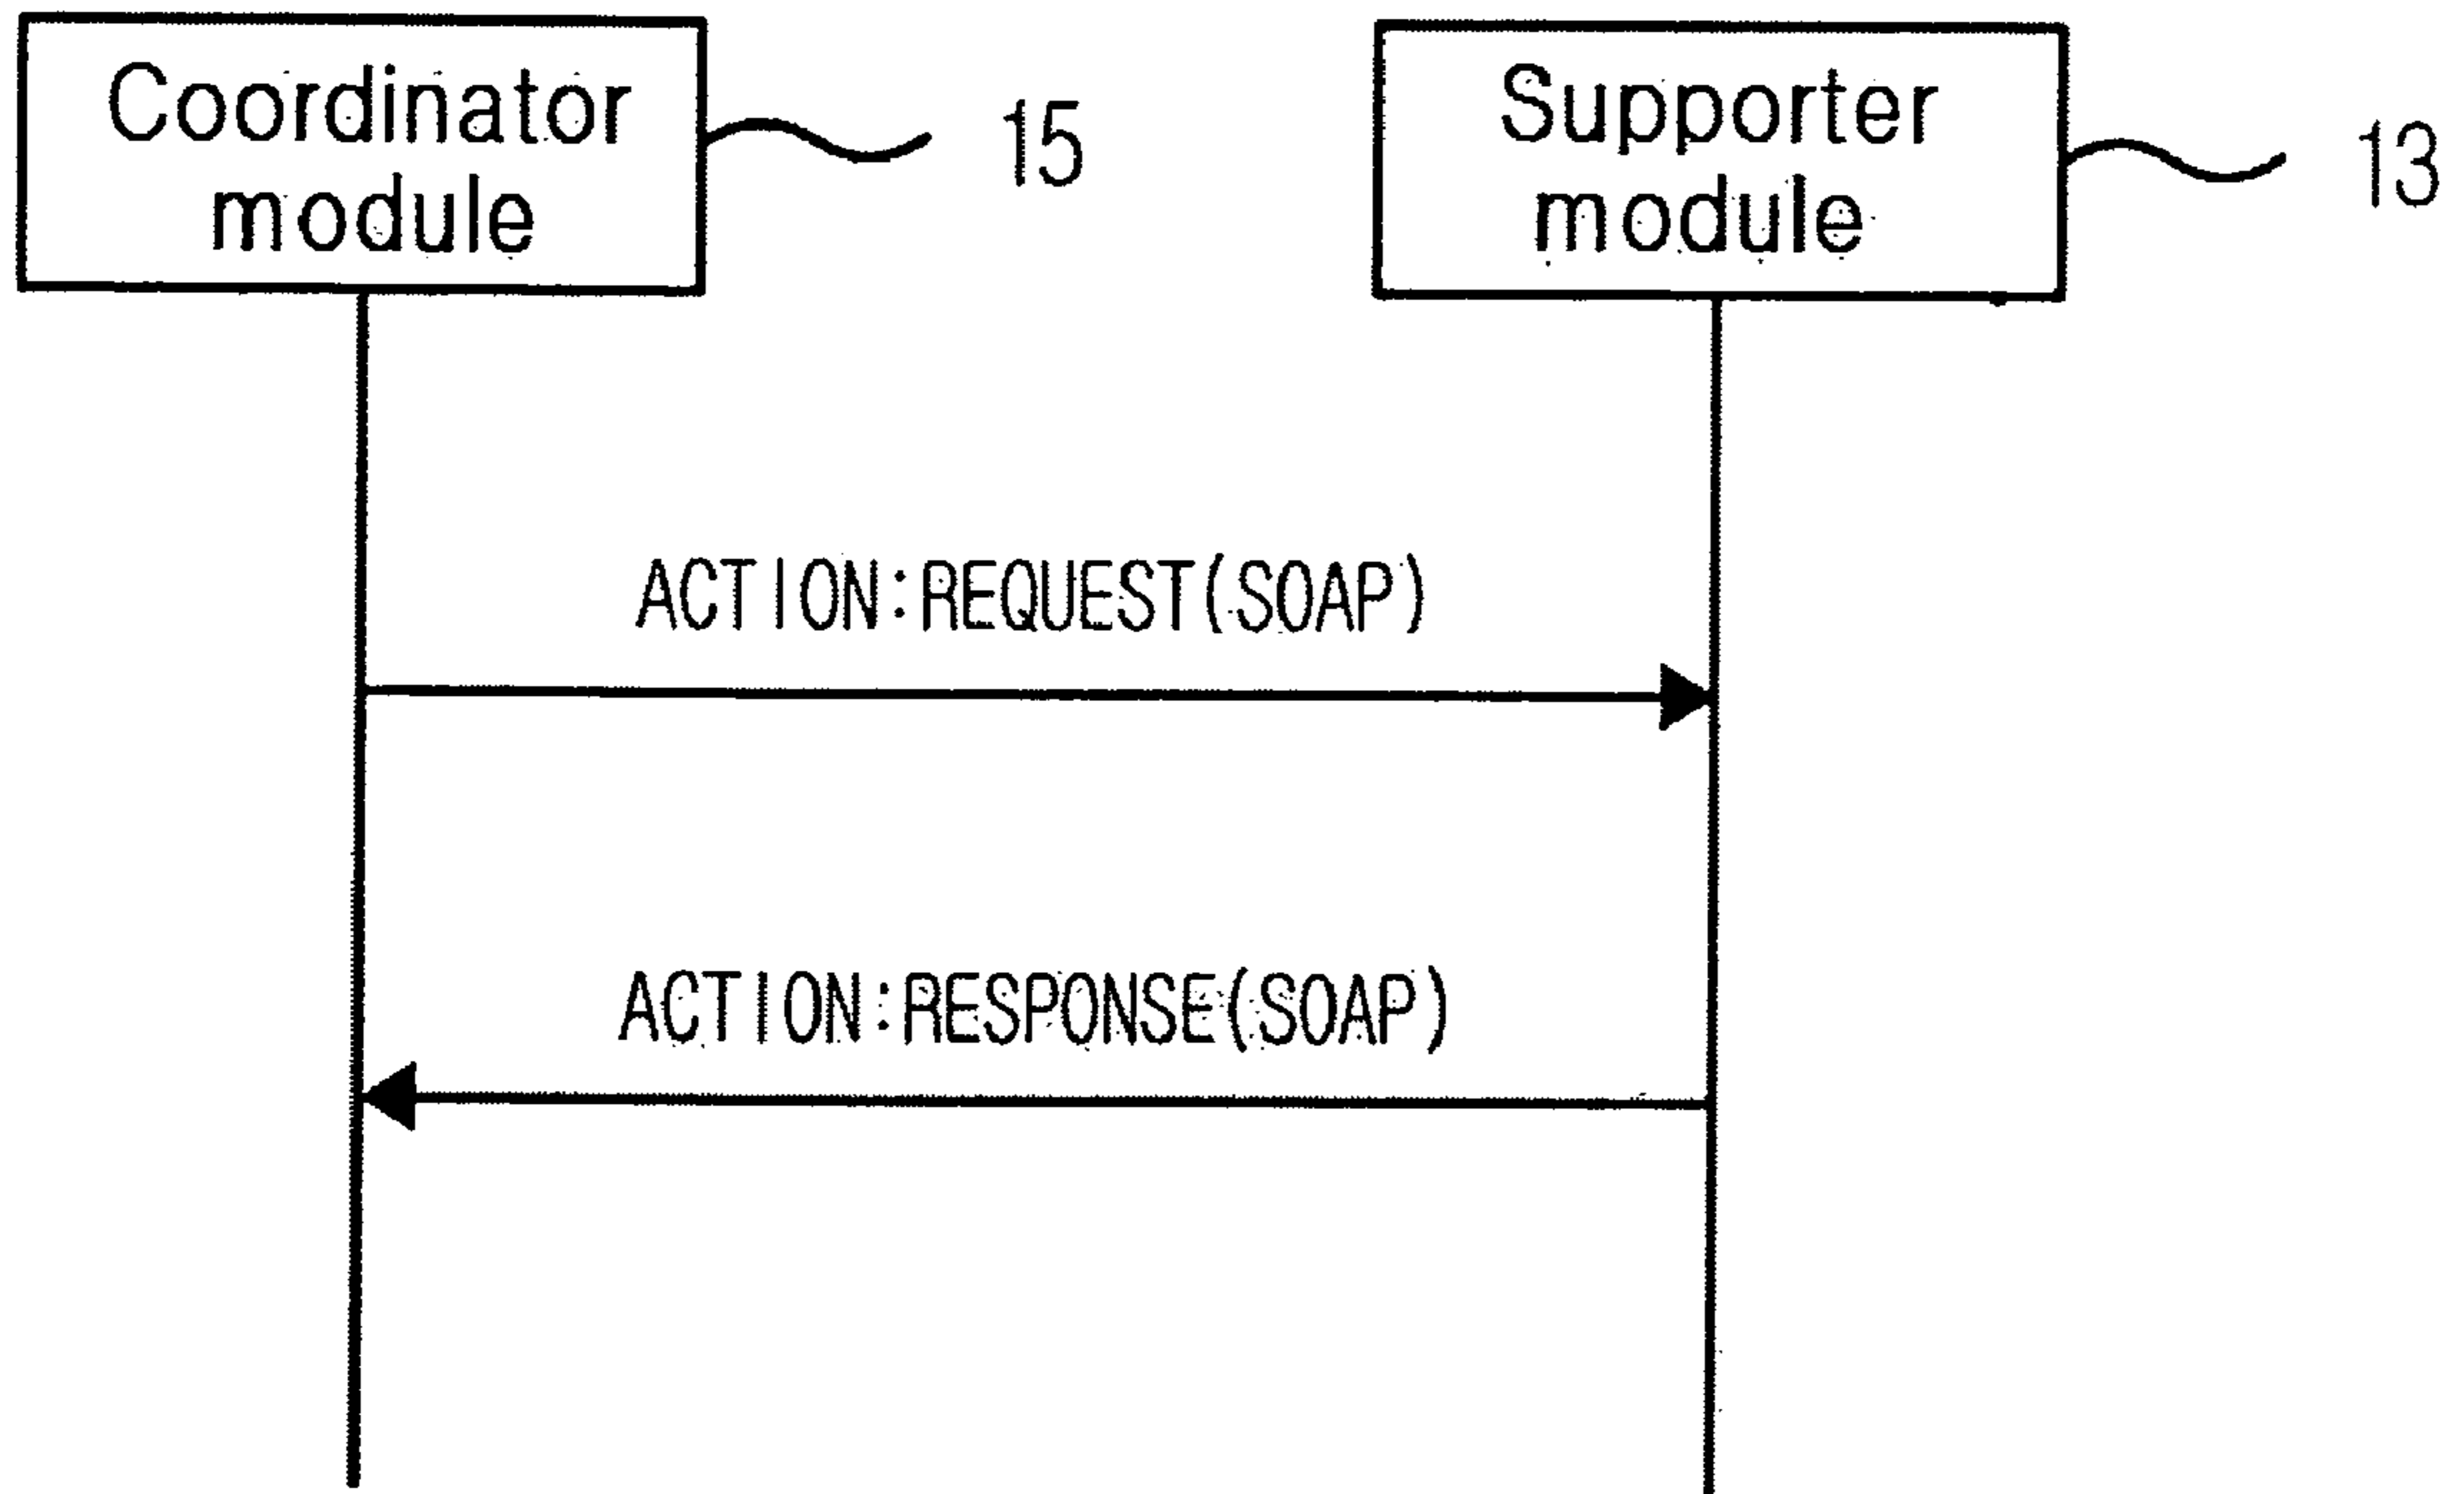 Coordinator
module
15
Supporter
module
13
ACTION:REQUEST(SOAP)
ACTION:RESPONSE(SOAP)